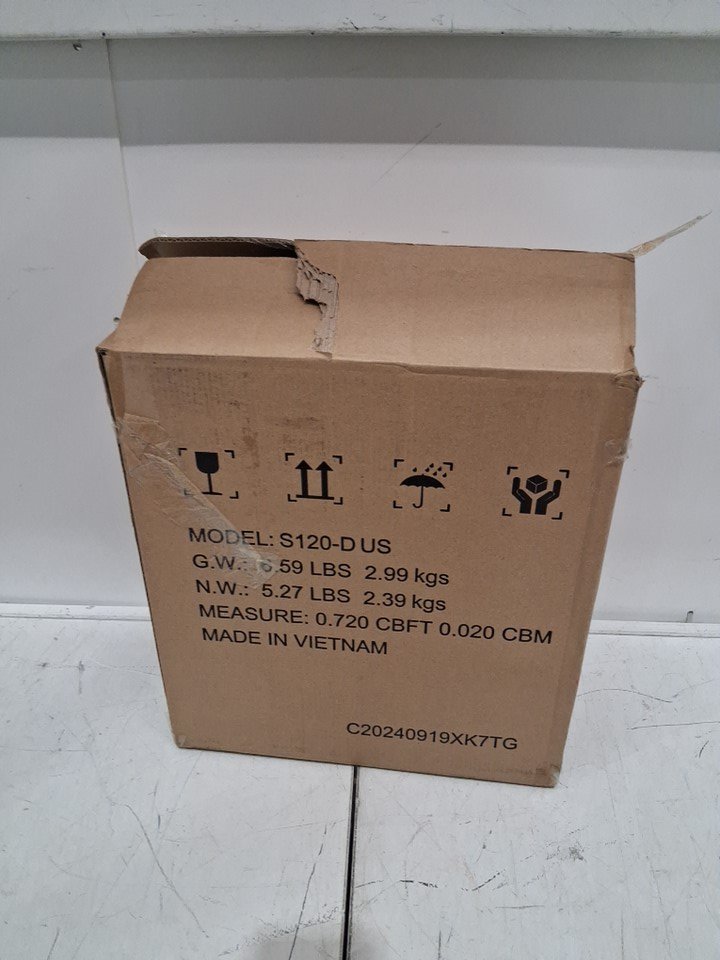 MODEL: S120-D US
G.W.: 6.59 LBS 2.99 kgs
N.W.: 5.27 LBS 2.39 kgs
MEASURE: 0.720 CBFT 0.020 CBM
MADE IN VIETNAM
C20240919XK7TG